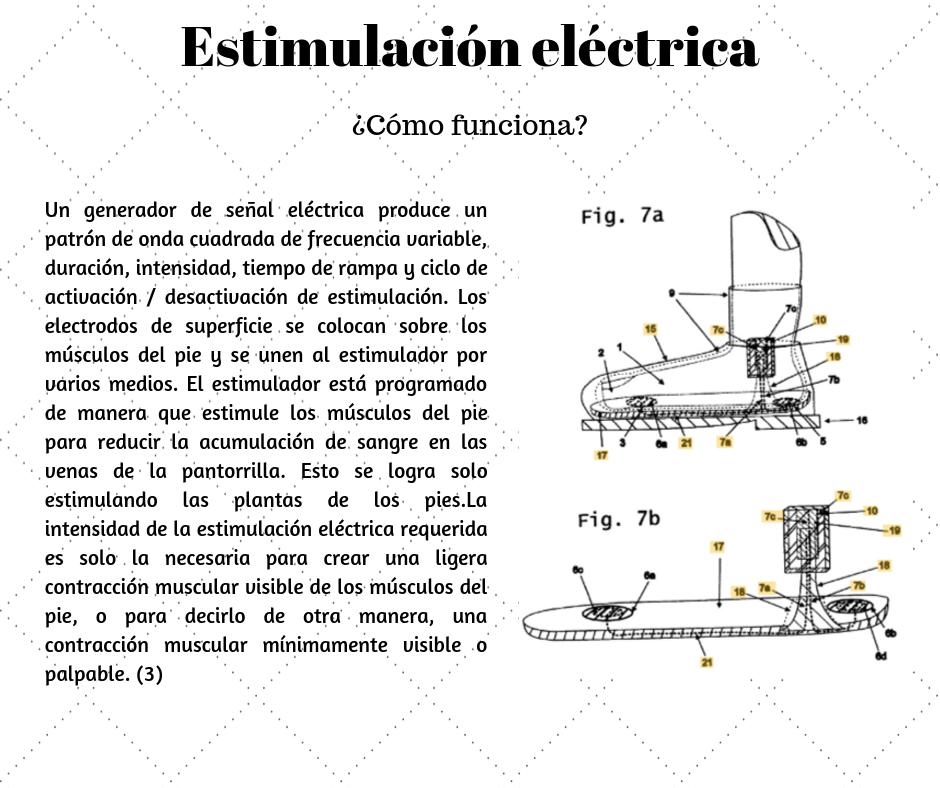 Estimulación eléctrica
¿Cómo funciona?
Un generador de señal eléctrica produce un
patrón de onda cuadrada de frecuencia variable,
duración, intensidad, tiempo de rampa y ciclo de
activación / desactivación de estimulación. Los
electrodos de superficie se colocan sobre los
músculos del pie y se unen al estimulador por
varios medios. El estimulador está programado
de manera que estimule los músculos del pie
para reducir la acumulación de sangre en las
venas de la pantorrilla. Esto se logra solo
estimulando las plantas de los pies.La
intensidad de la estimulación eléctrica requerida
es solo la necesaria para crear una ligera
contracción muscular visible de los músculos del
pie, o para decirlo de otra manera, una
contracción muscular mínimamente visible o
palpable. (3)
Fig. 7a
9
7c
10
15
7c
19
1
2
18
7b
16
3
6a
21
7a
6b
5
17
Fig. 7b
7c
7c
10
19
17
6c
6a
18
18
7a
7b
6b
6d
21